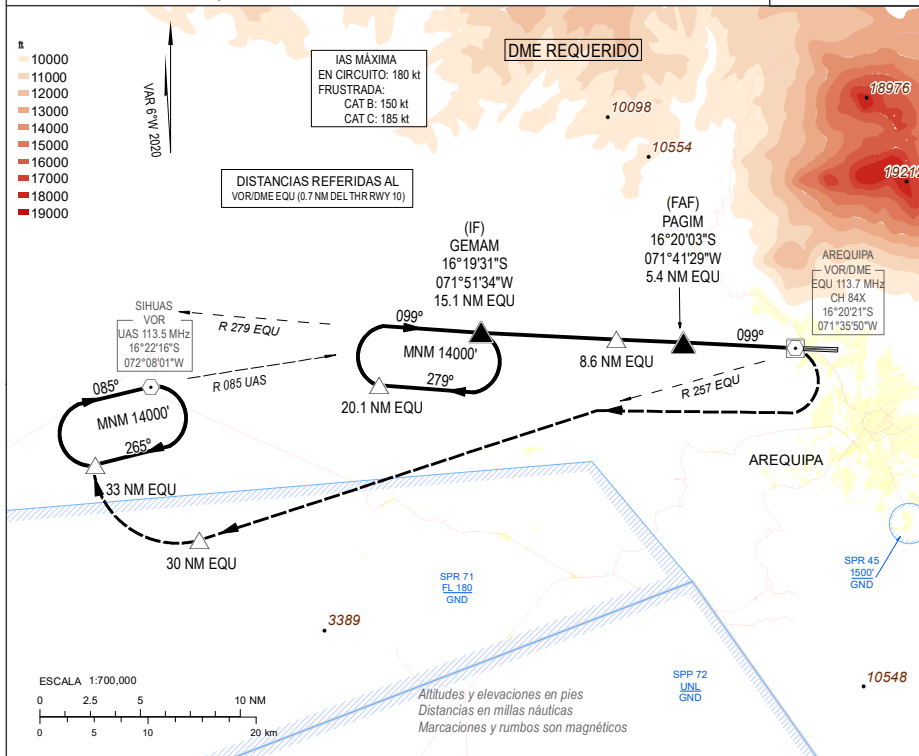 ft
10000
11000
12000
13000
14000
15000
16000
17000
18000
19000
VAR 6°W 2020
IAS MÁXIMA
EN CIRCUITO: 180 kt
FRUSTRADA:
CAT B: 150 kt
CAT C: 185 kt
DME REQUERIDO
DISTANCIAS REFERIDAS AL
VOR/DME EQU (0.7 NM DEL THR RWY 10)
10098
10554
18976
19212
(IF)
GEMAM
16°19'31"S
071°51'34"W
15.1 NM EQU
(FAF)
PAGIM
16°20'03"S
071°41'29"W
5.4 NM EQU
AREQUIPA
VOR/DME
EQU 113.7 MHz
CH 84X
16°20'21"S
071°35'50"W
SIHUAS
VOR
UAS 113.5 MHz
16°22'16"S
072°08'01"W
R 279 EQU
R 085 UAS
099º
MNM 14000'
279º
20.1 NM EQU
8.6 NM EQU
099º
R 257 EQU
085º
MNM 14000'
265º
33 NM EQU
30 NM EQU
AREQUIPA
SPR 71
FL 180
GND
SPR 45
1500'
GND
SPP 72
UNL
GND
3389
10548
ESCALA 1:700,000
0 2.5 5 10 NM
0 5 10 20 km
Altitudes y elevaciones en pies
Distancias en millas náuticas
Marcaciones y rumbos son magnéticos